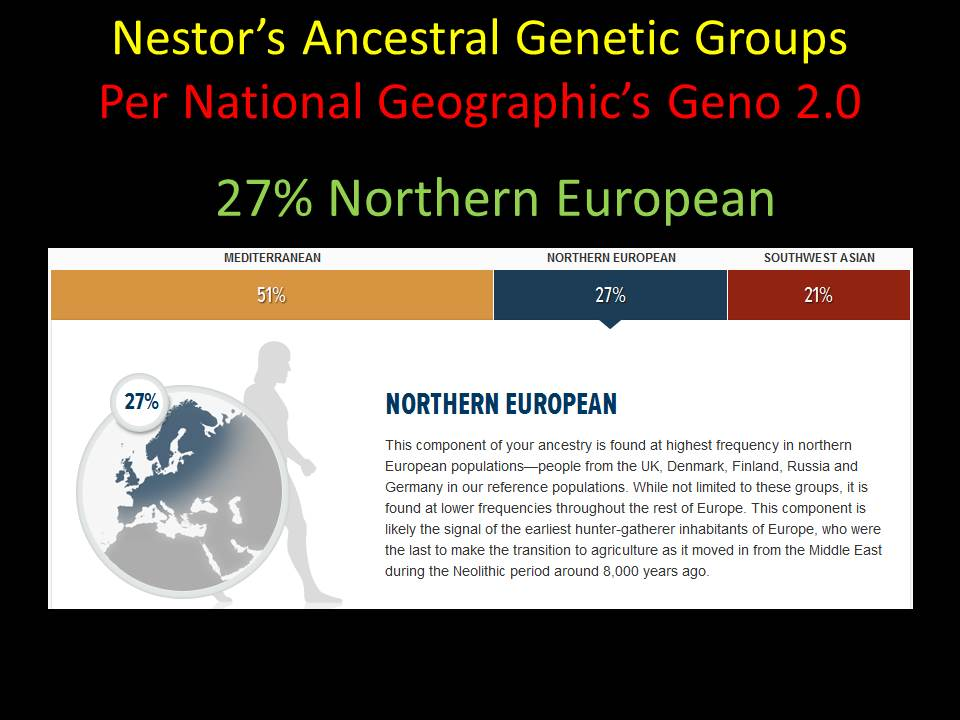 Nestor’s Ancestral Genetic Groups
Per National Geographic’s Geno 2.0
27% Northern European
MEDITERRANEAN NORTHERN EUROPEAN SOUTHWEST ASIAN
51% 27% 21%
27%
NORTHERN EUROPEAN
This component of your ancestry is found at highest frequency in northern
European populations—people from the UK, Denmark, Finland, Russia and
Germany in our reference populations. While not limited to these groups, it is
found at lower frequencies throughout the rest of Europe. This component is
likely the signal of the earliest hunter-gatherer inhabitants of Europe, who were
the last to make the transition to agriculture as it moved in from the Middle East
during the Neolithic period around 8,000 years ago.